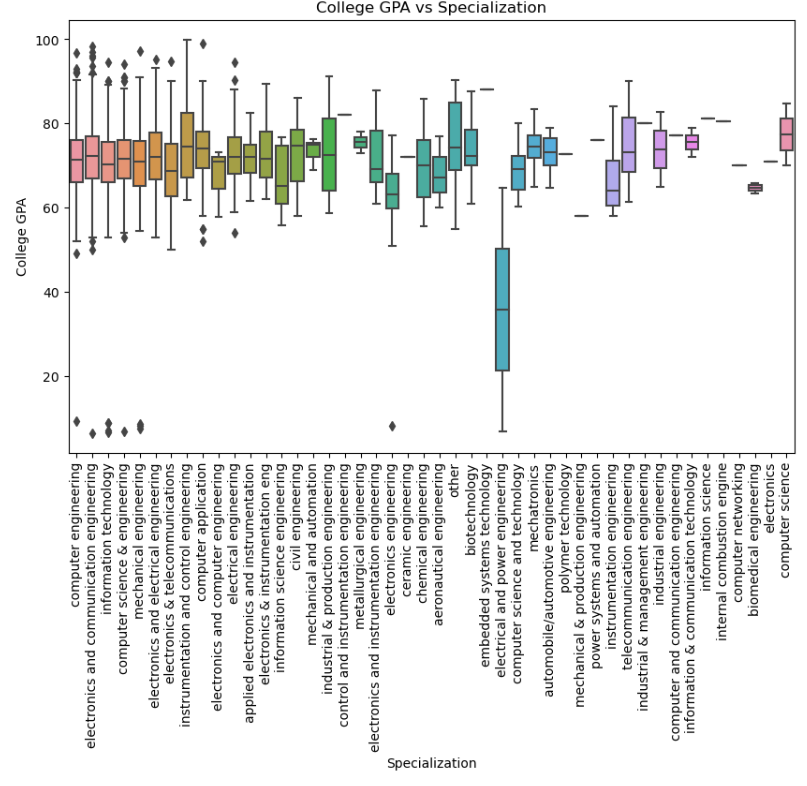 College GPA vs Specialization
100
80
60
40
20
College GPA
computer engineering
electronics and communication engineering
information technology
computer science & engineering
mechanical engineering
electronics and electrical engineering
electronics & telecommunications
instrumentation and control engineering
computer application
electronics and computer engineering
electrical engineering
applied electronics and instrumentation
electronics & instrumentation eng
information science engineering
civil engineering
mechanical and automation
industrial & production engineering
control and instrumentation engineering
metallurgical engineering
electronics and instrumentation engineering
electronics engineering
ceramic engineering
chemical engineering
aeronautical engineering
other
biotechnology
embedded systems technology
electrical and power engineering
computer science and technology
mechatronics
automobile/automotive engineering
polymer technology
mechanical & production engineering
power systems and automation
instrumentation engineering
telecommunication engineering
industrial & management engineering
industrial engineering
computer and communication engineering
information & communication technology
information science
internal combustion engine
computer networking
biomedical engineering
electronics
computer science
Specialization